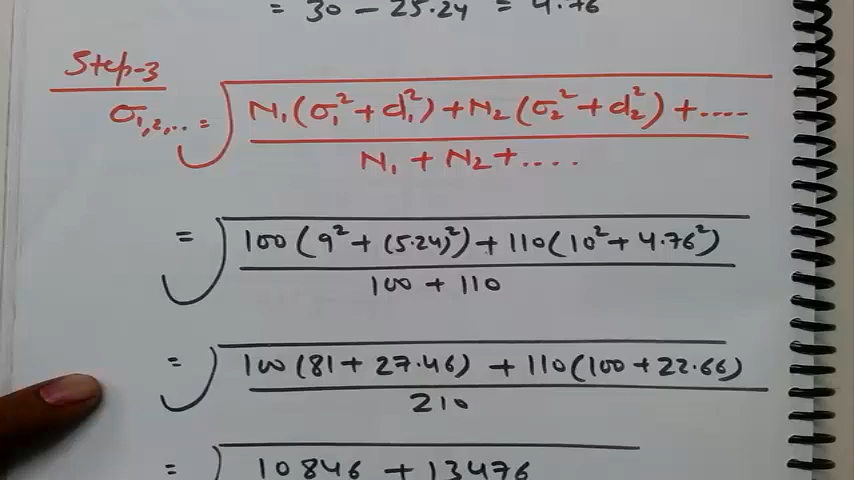 = 30 - 25.24 = 4.76
Step-3
σ₁,₂,.. = √ N₁(σ₁² + d₁²) + N₂(σ₂² + d₂²) + ....
N₁ + N₂ + ....
= √ 100(9² + (5.24)²) + 110(10² + 4.76²)
100 + 110
= √ 100(81 + 27.46) + 110(100 + 22.66)
210
= √ 10846 + 13476